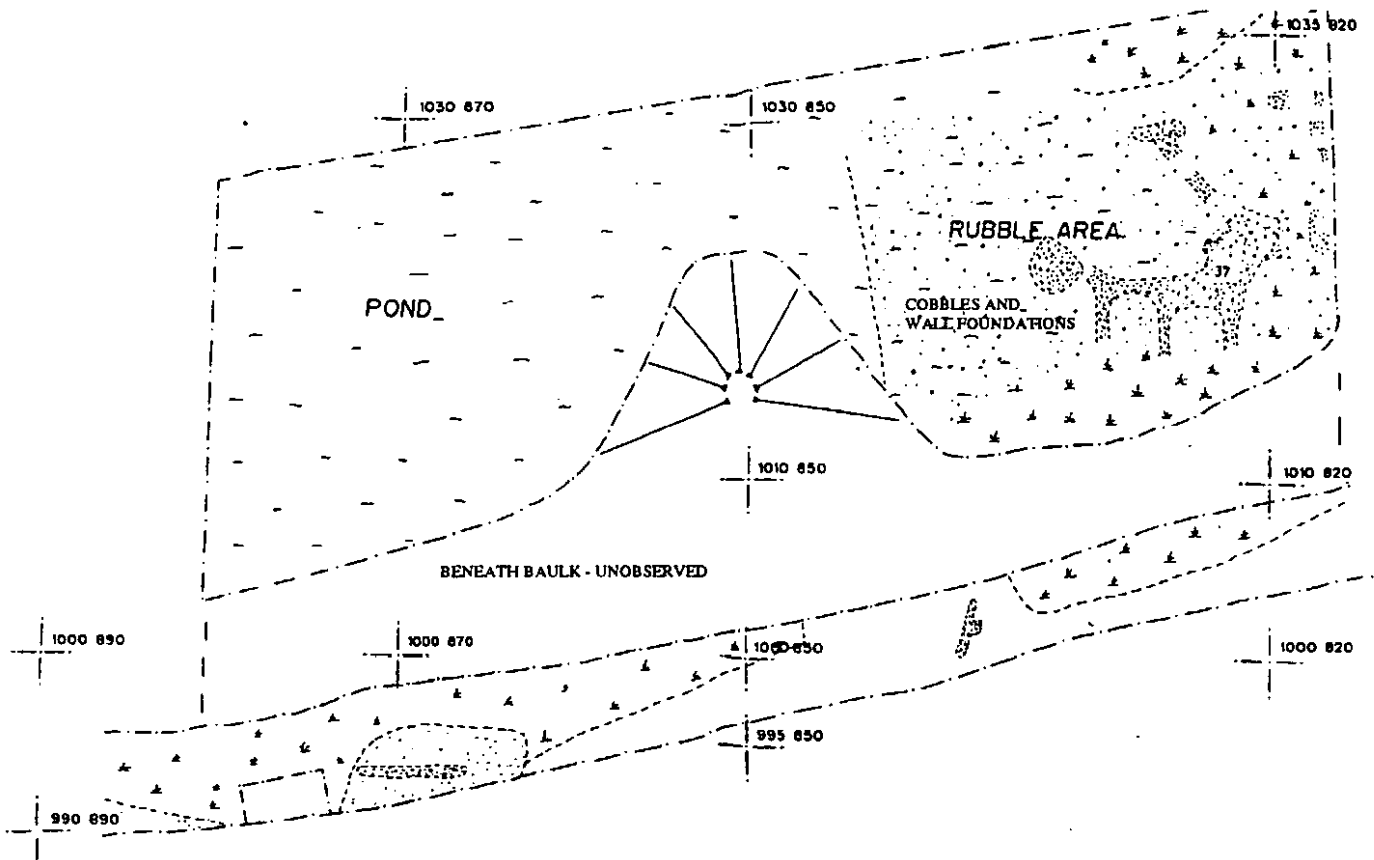 1035 820
1030 870
1030 850
RUBBLE AREA
POND
37
COBBLES AND
WALL FOUNDATIONS
1010 850
1010 820
BENEATH BAULK - UNOBSERVED
1000 890
1000 870
1000 850
1000 820
995 850
990 890